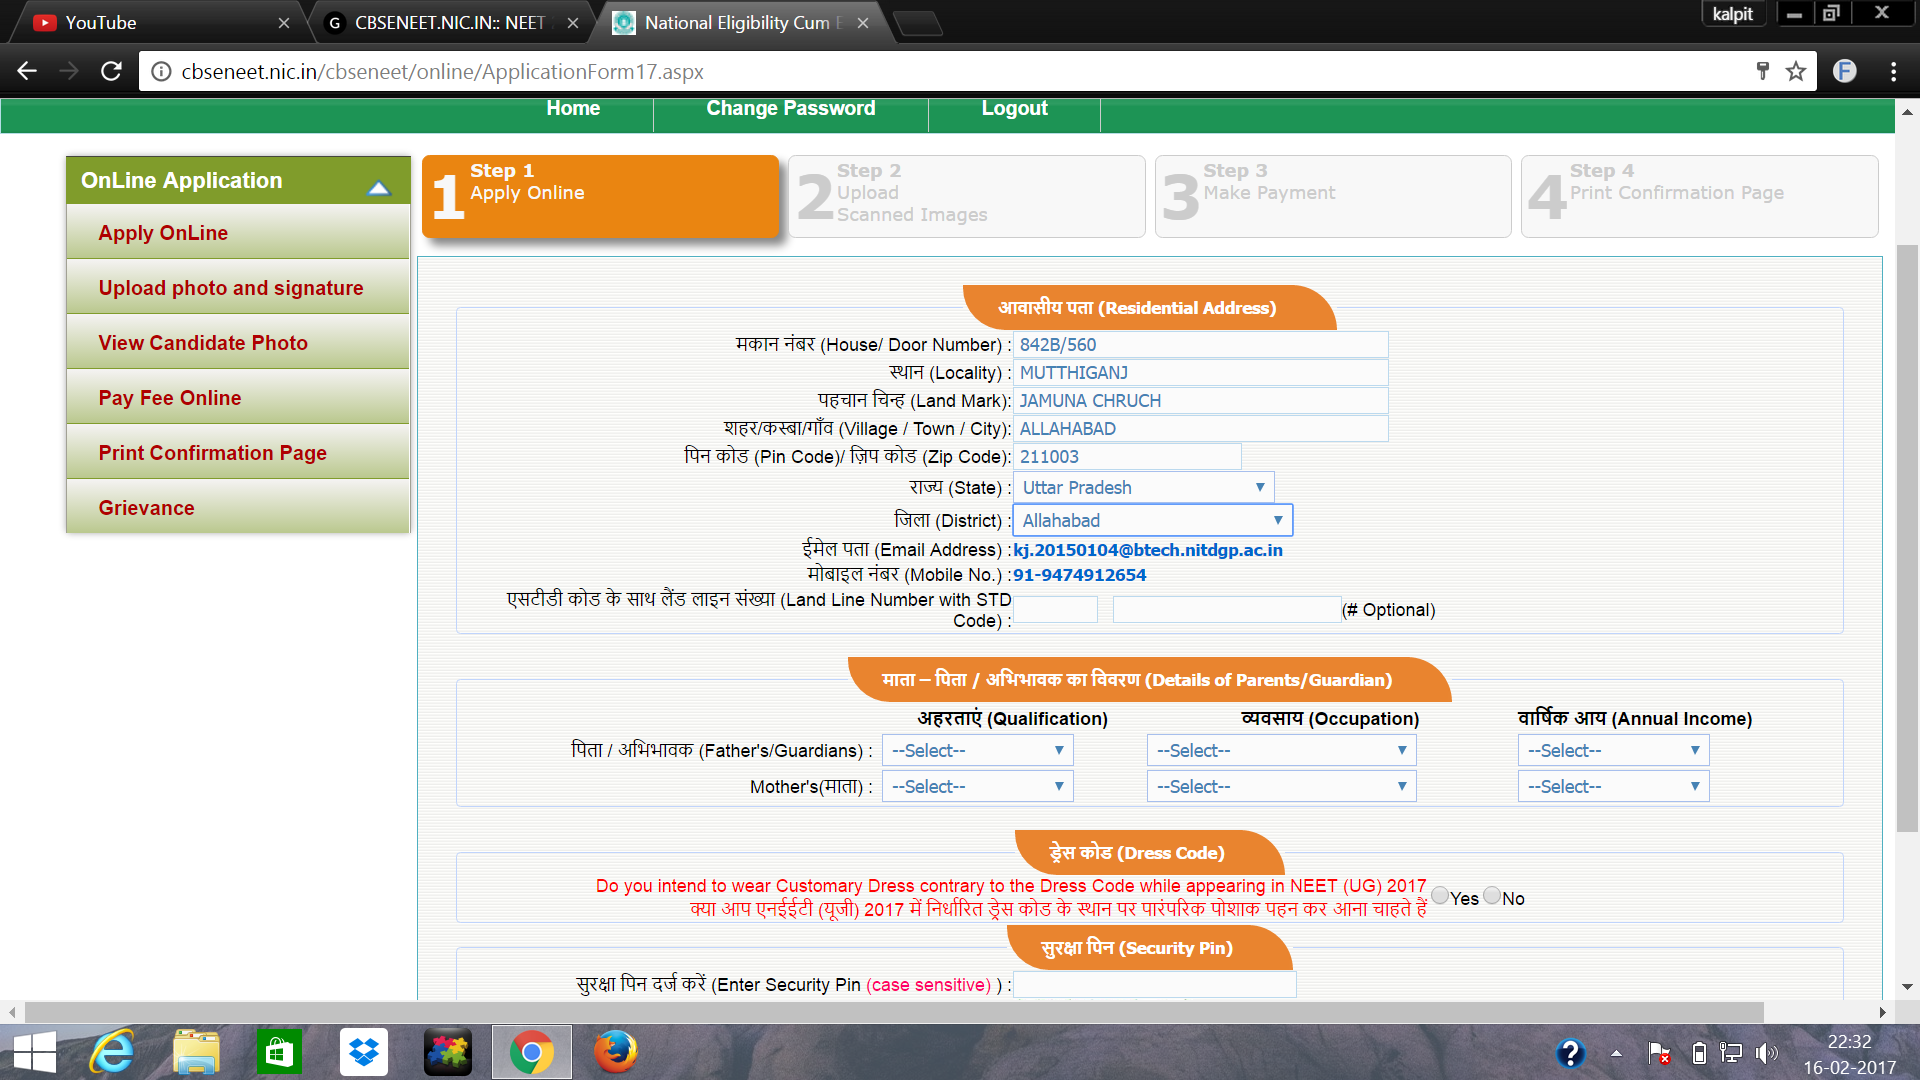 YouTube
G CBSENEET.NIC.IN:: NEET
National Eligibility Cum E
kalpit
cbseneet.nic.in/cbseneet/online/ApplicationForm17.aspx
F
Home Change Password Logout
OnLine Application
Apply OnLine
Upload photo and signature
View Candidate Photo
Pay Fee Online
Print Confirmation Page
Grievance
1 Step 1
Apply Online
2 Step 2
Upload
Scanned Images
3 Step 3
Make Payment
4 Step 4
Print Confirmation Page
आवासीय पता (Residential Address)
मकान नंबर (House/ Door Number) : 842B/560
स्थान (Locality) : MUTTHIGANJ
पहचान चिन्ह (Land Mark): JAMUNA CHRUCH
शहर/कस्बा/गाँव (Village / Town / City): ALLAHABAD
पिन कोड (Pin Code)/ ज़िप कोड (Zip Code): 211003
राज्य (State) : Uttar Pradesh
जिला (District) : Allahabad
ईमेल पता (Email Address) : kj.20150104@btech.nitdgp.ac.in
मोबाइल नंबर (Mobile No.) : 91-9474912654
एसटीडी कोड के साथ लैंड लाइन संख्या (Land Line Number with STD
Code) : (# Optional)
माता – पिता / अभिभावक का विवरण (Details of Parents/Guardian)
अहरताएं (Qualification) व्यवसाय (Occupation) वार्षिक आय (Annual Income)
पिता / अभिभावक (Father's/Guardians) : --Select-- --Select-- --Select--
Mother's(माता) : --Select-- --Select-- --Select--
ड्रेस कोड (Dress Code)
Do you intend to wear Customary Dress contrary to the Dress Code while appearing in NEET (UG) 2017
क्या आप एनईईटी (यूजी) 2017 में निर्धारित ड्रेस कोड के स्थान पर पारंपरिक पोशाक पहन कर आना चाहते हैं
Yes No
सुरक्षा पिन (Security Pin)
सुरक्षा पिन दर्ज करें (Enter Security Pin (case sensitive) ) :
22:32
16-02-2017